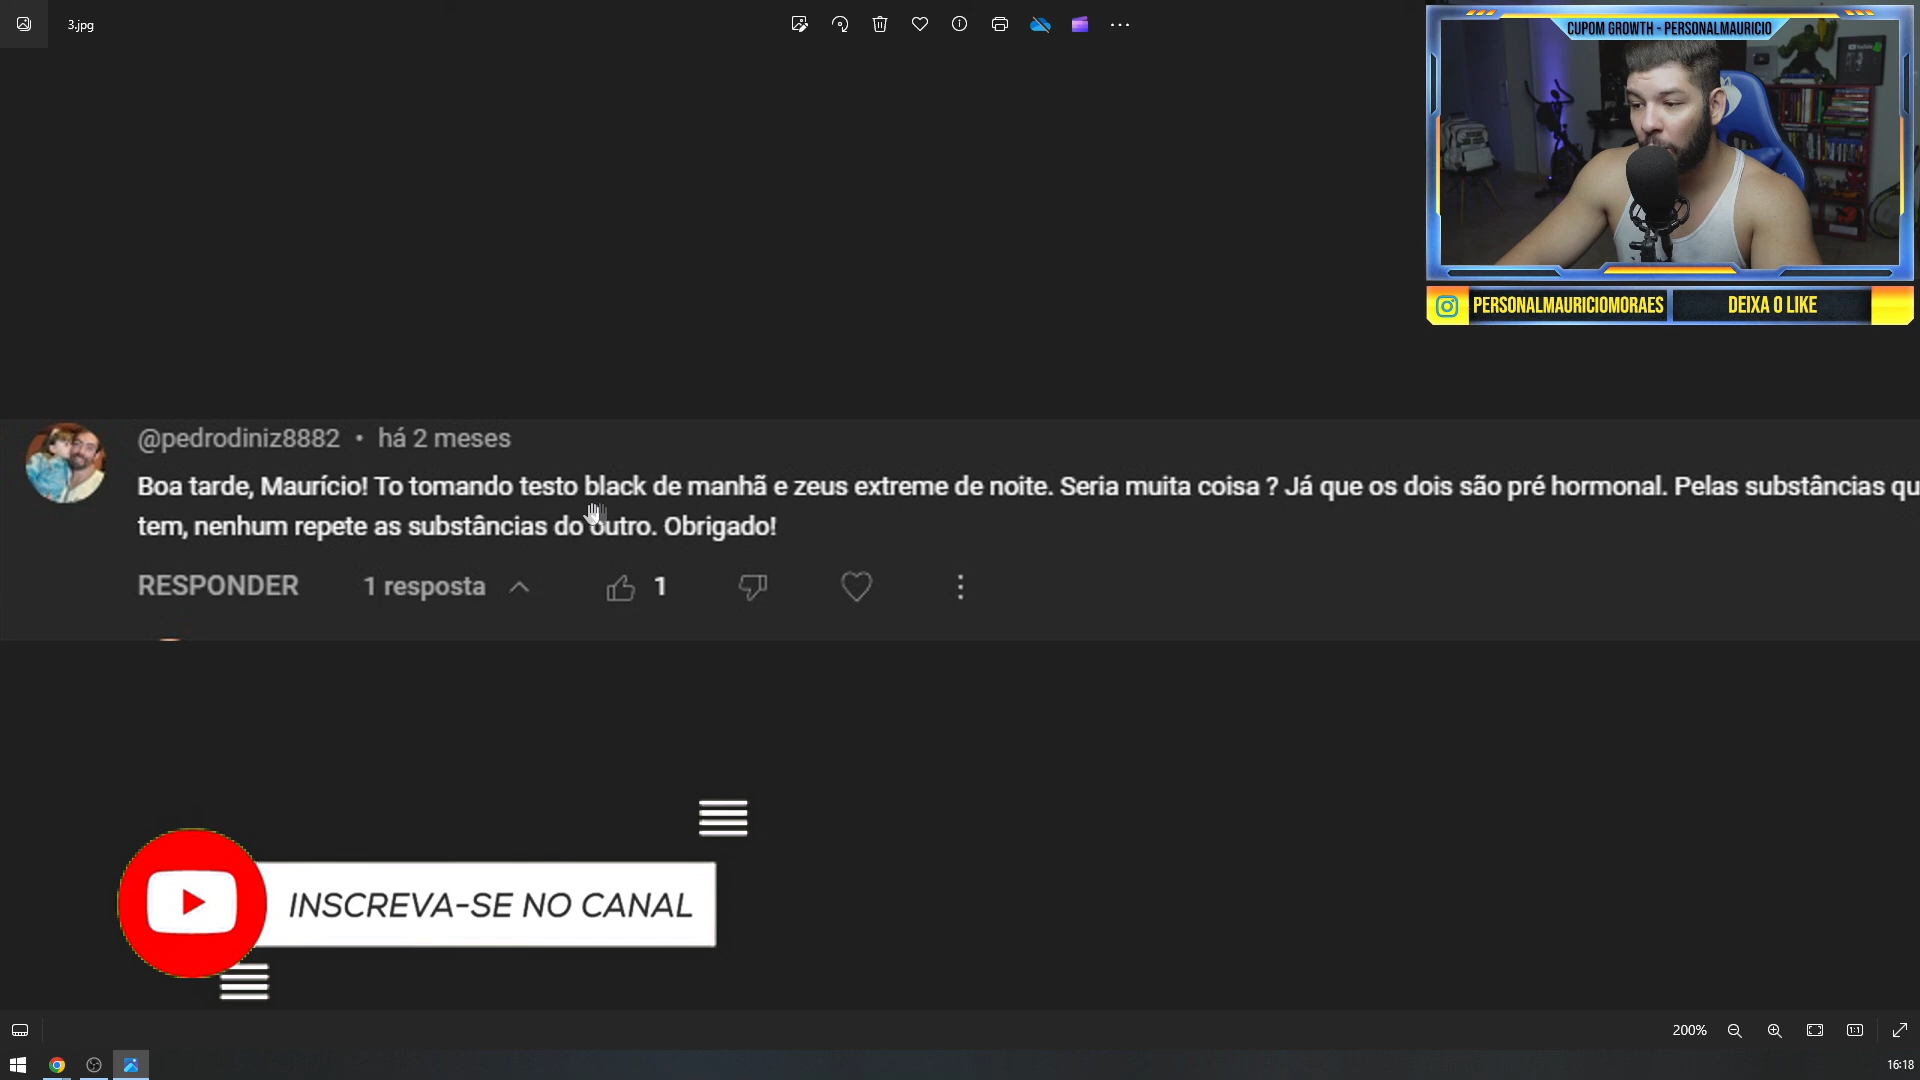 3.jpg
CUPOM GROWTH - PERSONALMAURICIO
PERSONALMAURICIOMORAES
DEIXA O LIKE
@pedrodiniz8882 • há 2 meses
Boa tarde, Maurício! To tomando testo black de manhã e zeus extreme de noite. Seria muita coisa ? Já que os dois são pré hormonal. Pelas substâncias qu
tem, nenhum repete as substâncias do outro. Obrigado!
RESPONDER 1 resposta 1
INSCREVA-SE NO CANAL
200%
16:18